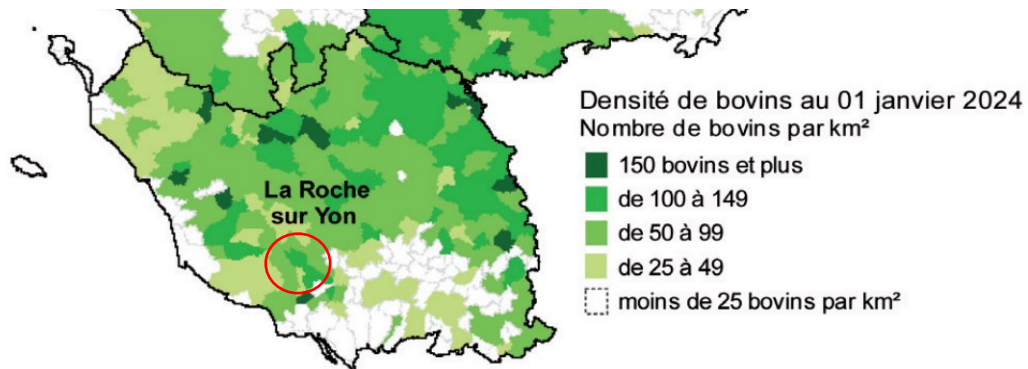 La Roche
sur Yon
Densité de bovins au 01 janvier 2024
Nombre de bovins par km²
150 bovins et plus
de 100 à 149
de 50 à 99
de 25 à 49
moins de 25 bovins par km²